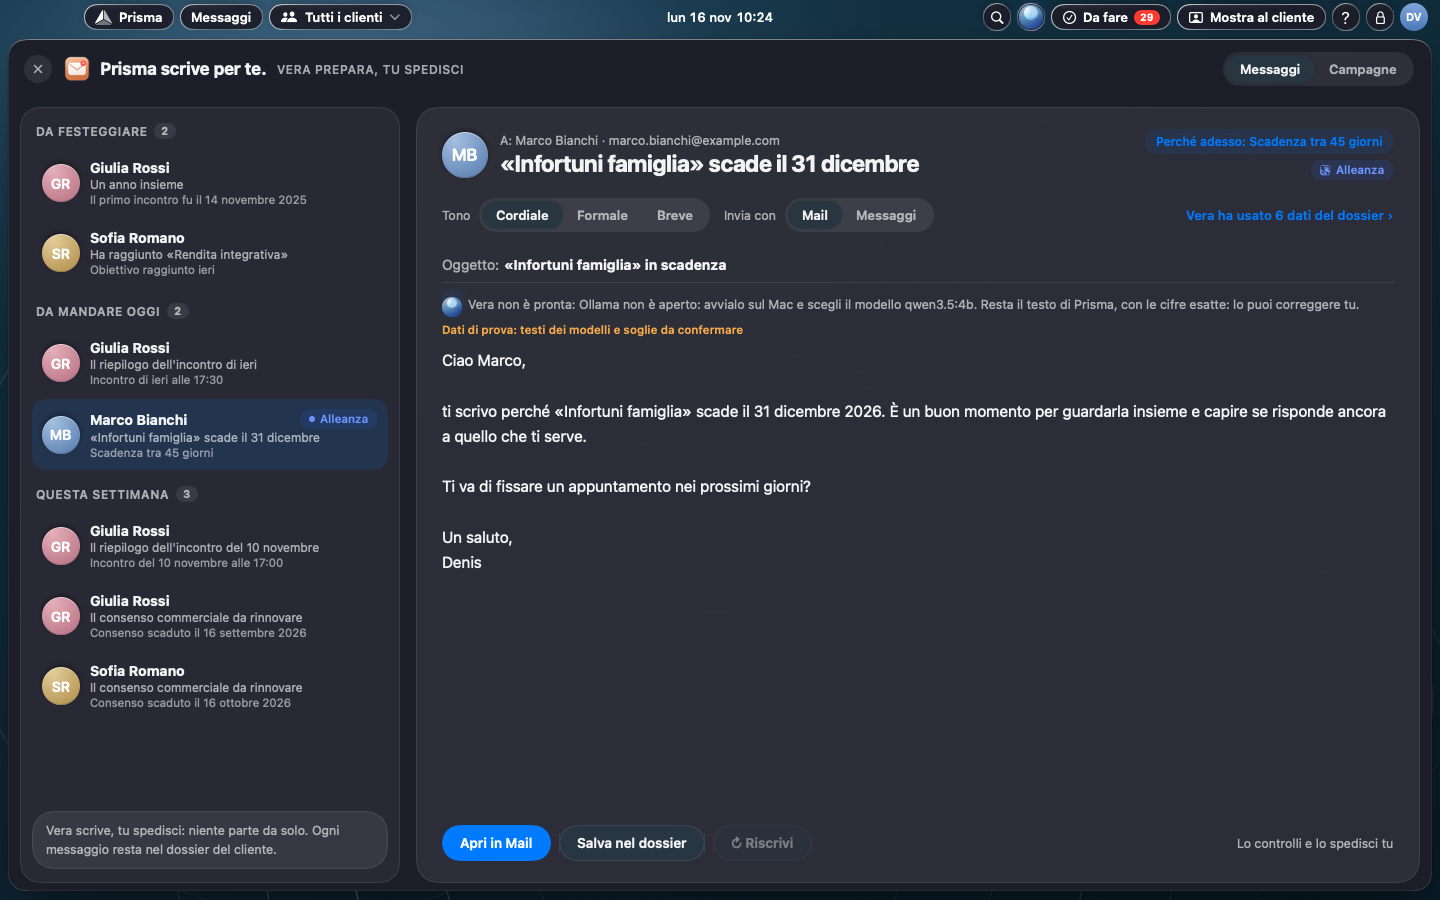 Prisma
Messaggi
Tutti i clienti
lun 16 nov 10:24
Da fare 29
Mostra al cliente
?
DV
Prisma scrive per te. VERA PREPARA, TU SPEDISCI
Messaggi
Campagne
DA FESTEGGIARE 2
GR
Giulia Rossi
Un anno insieme
Il primo incontro fu il 14 novembre 2025
SR
Sofia Romano
Ha raggiunto «Rendita integrativa»
Obiettivo raggiunto ieri
DA MANDARE OGGI 2
GR
Giulia Rossi
Il riepilogo dell'incontro di ieri
Incontro di ieri alle 17:30
MB
Marco Bianchi
Alleanza
«Infortuni famiglia» scade il 31 dicembre
Scadenza tra 45 giorni
QUESTA SETTIMANA 3
GR
Giulia Rossi
Il riepilogo dell'incontro del 10 novembre
Incontro del 10 novembre alle 17:00
GR
Giulia Rossi
Il consenso commerciale da rinnovare
Consenso scaduto il 16 settembre 2026
SR
Sofia Romano
Il consenso commerciale da rinnovare
Consenso scaduto il 16 ottobre 2026
Vera scrive, tu spedisci: niente parte da solo. Ogni
messaggio resta nel dossier del cliente.
MB
A: Marco Bianchi · marco.bianchi@example.com
«Infortuni famiglia» scade il 31 dicembre
Perché adesso: Scadenza tra 45 giorni
Alleanza
Tono
Cordiale
Formale
Breve
Invia con
Mail
Messaggi
Vera ha usato 6 dati del dossier ›
Oggetto: «Infortuni famiglia» in scadenza
Vera non è pronta: Ollama non è aperto: avvialo sul Mac e scegli il modello qwen3.5:4b. Resta il testo di Prisma, con le cifre esatte: lo puoi correggere tu.
Dati di prova: testi dei modelli e soglie da confermare
Ciao Marco,
ti scrivo perché «Infortuni famiglia» scade il 31 dicembre 2026. È un buon momento per guardarla insieme e capire se risponde ancora
a quello che ti serve.
Ti va di fissare un appuntamento nei prossimi giorni?
Un saluto,
Denis
Apri in Mail
Salva nel dossier
Riscrivi
Lo controlli e lo spedisci tu